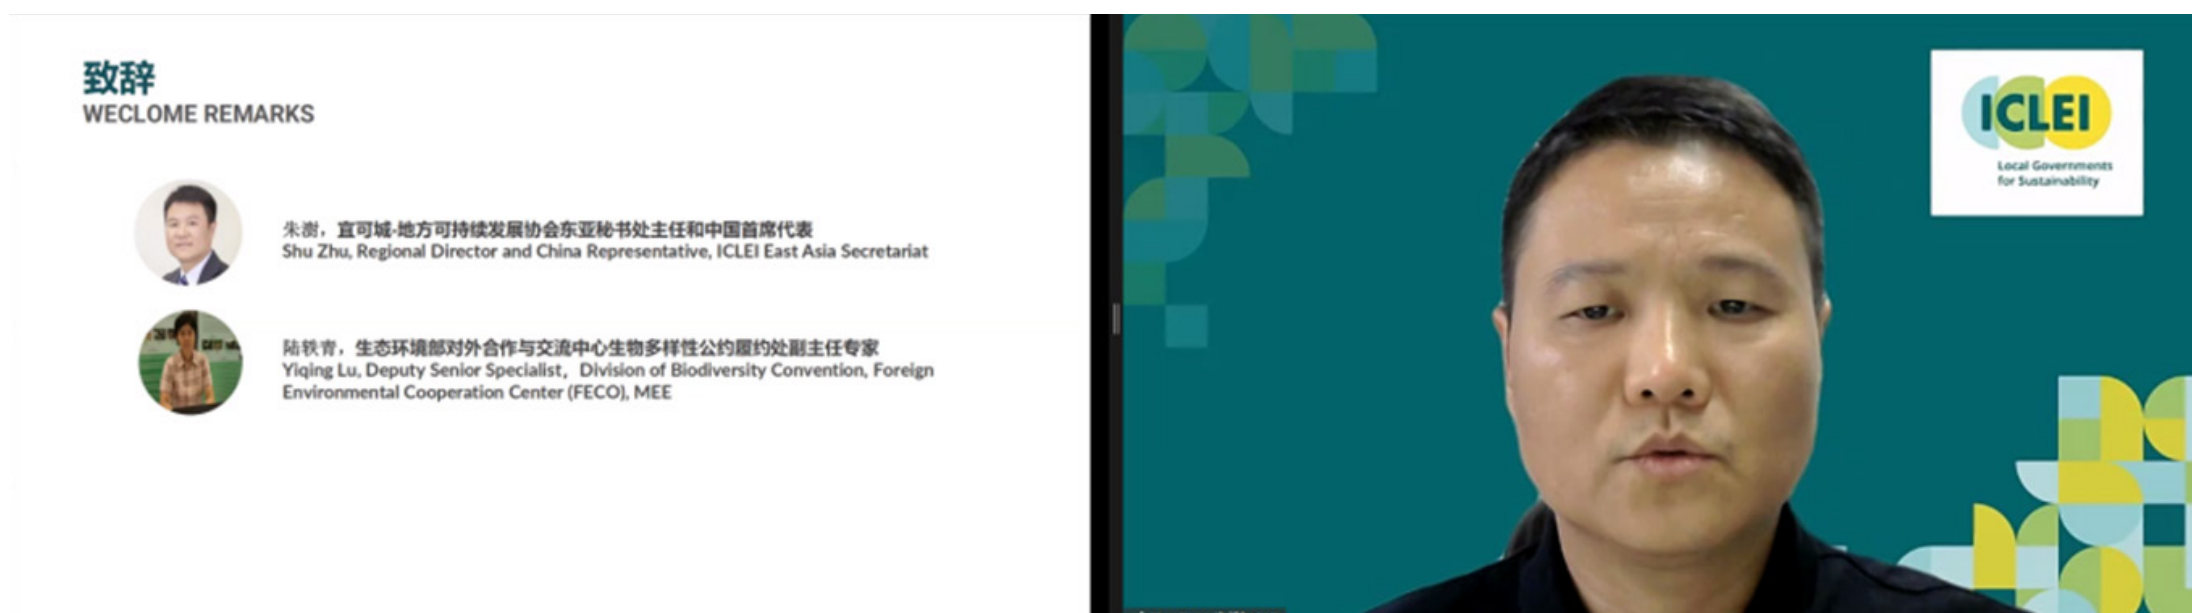 致辞
WECLOME REMARKS
朱澍，宜可城-地方可持续发展协会东亚秘书处主任和中国首席代表
Shu Zhu, Regional Director and China Representative, ICLEI East Asia Secretariat
陆轶青，生态环境部对外合作与交流中心生物多样性公约履约处副主任专家
Yiqing Lu, Deputy Senior Specialist，Division of Biodiversity Convention, Foreign
Environmental Cooperation Center (FECO), MEE
ICLEI
Local Governments
for Sustainability